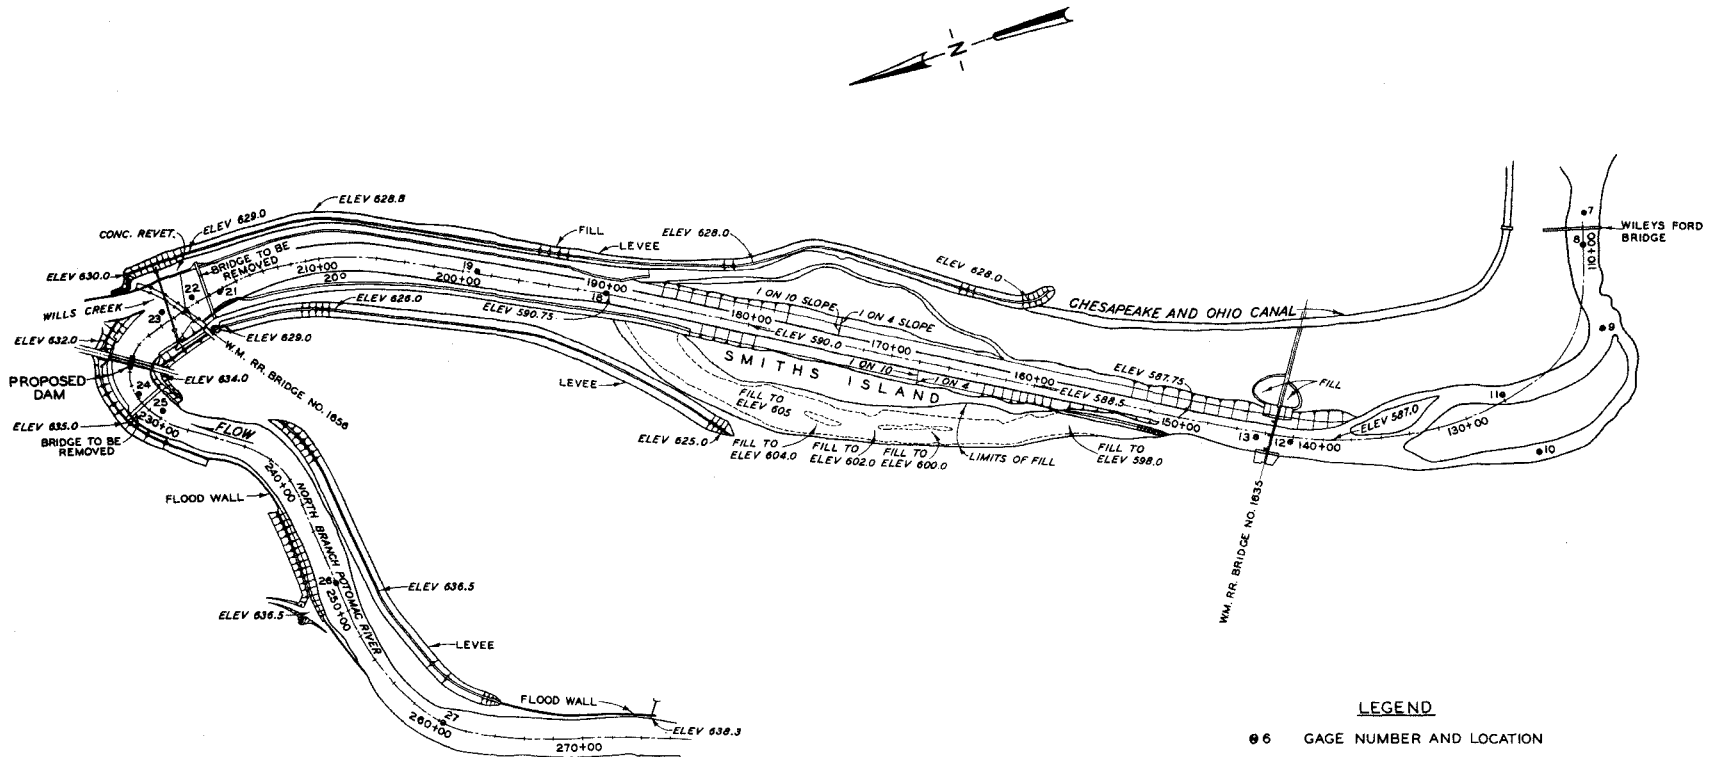 N
ELEV 628.8
ELEV 629.0
CONC. REVET.
FILL
LEVEE
ELEV 628.0
BRIDGE TO BE
REMOVED
ELEV 630.0
WILLS CREEK
22
21
23
210+00
20°
19
200+00
190+00
18
ELEV 626.0
ELEV 590.75
ELEV 629.0
ELEV 632.0
PROPOSED
DAM
24
25
ELEV 634.0
W.M. RR. BRIDGE NO. 1656
ELEV 635.0
230+00
BRIDGE TO BE
REMOVED
FLOW
LEVEE
1 ON 10 SLOPE
1 ON 4 SLOPE
180+00
ELEV 590.0
170+00
SMITHS ISLAND
1 ON 10
1 ON 4
160+00
ELEV 588.5
ELEV 587.75
150+00
ELEV 628.0
CHESAPEAKE AND OHIO CANAL
FILL
7
WILEYS FORD
BRIDGE
8
110+00
9
11
ELEV 587.0
130+00
10
13
12
140+00
FILL TO
ELEV 605
ELEV 625.0
FILL TO
ELEV 604.0
FILL TO
ELEV 602.0
FILL TO
ELEV 600.0
LIMITS OF FILL
FILL TO
ELEV 598.0
W.M. RR. BRIDGE NO. 1635
FLOOD WALL
240+00
NORTH BRANCH POTOMAC RIVER
26
250+00
ELEV 636.5
ELEV 636.5
LEVEE
FLOOD WALL
27
260+00
270+00
ELEV 638.3
LEGEND
6 GAGE NUMBER AND LOCATION